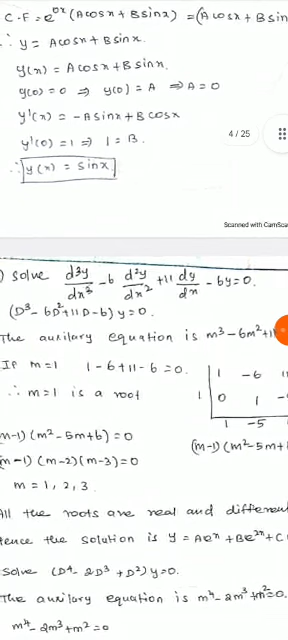 C.F = e^{0x} (A cos x + B sin x) = (A cos x + B sin
∴ y = A cos x + B sin x.
y(x) = A cos x + B sin x.
y(0) = 0 ⇒ y(0) = A ⇒ A = 0
y'(x) = -A sin x + B cos x
y'(0) = 1 ⇒ 1 = B.
4 / 25
∴ y(x) = sin x
Scanned with Cam
) Solve d³y/dx³ - 6 d²y/dx² + 11 dy/dx - 6y = 0.
(D³ - 6D² + 11D - 6) y = 0.
The auxilary equation is m³ - 6m² + 11
If m = 1 1 - 6 + 11 - 6 = 0. 1 -6 1
∴ m = 1 is a root 1 0 1 -
1 -5
m-1) (m² - 5m + 6) = 0 (m-1) (m² - 5m +
m-1) (m-2) (m-3) = 0
m = 1, 2, 3.
All the roots are real and different
Hence the solution is y = Ae^x + Be^{2x} + C
Solve (D⁴ - 2D³ + D²) y = 0.
The auxilary equation is m⁴ - 2m³ + m² = 0
m⁴ - 2m³ + m² = 0